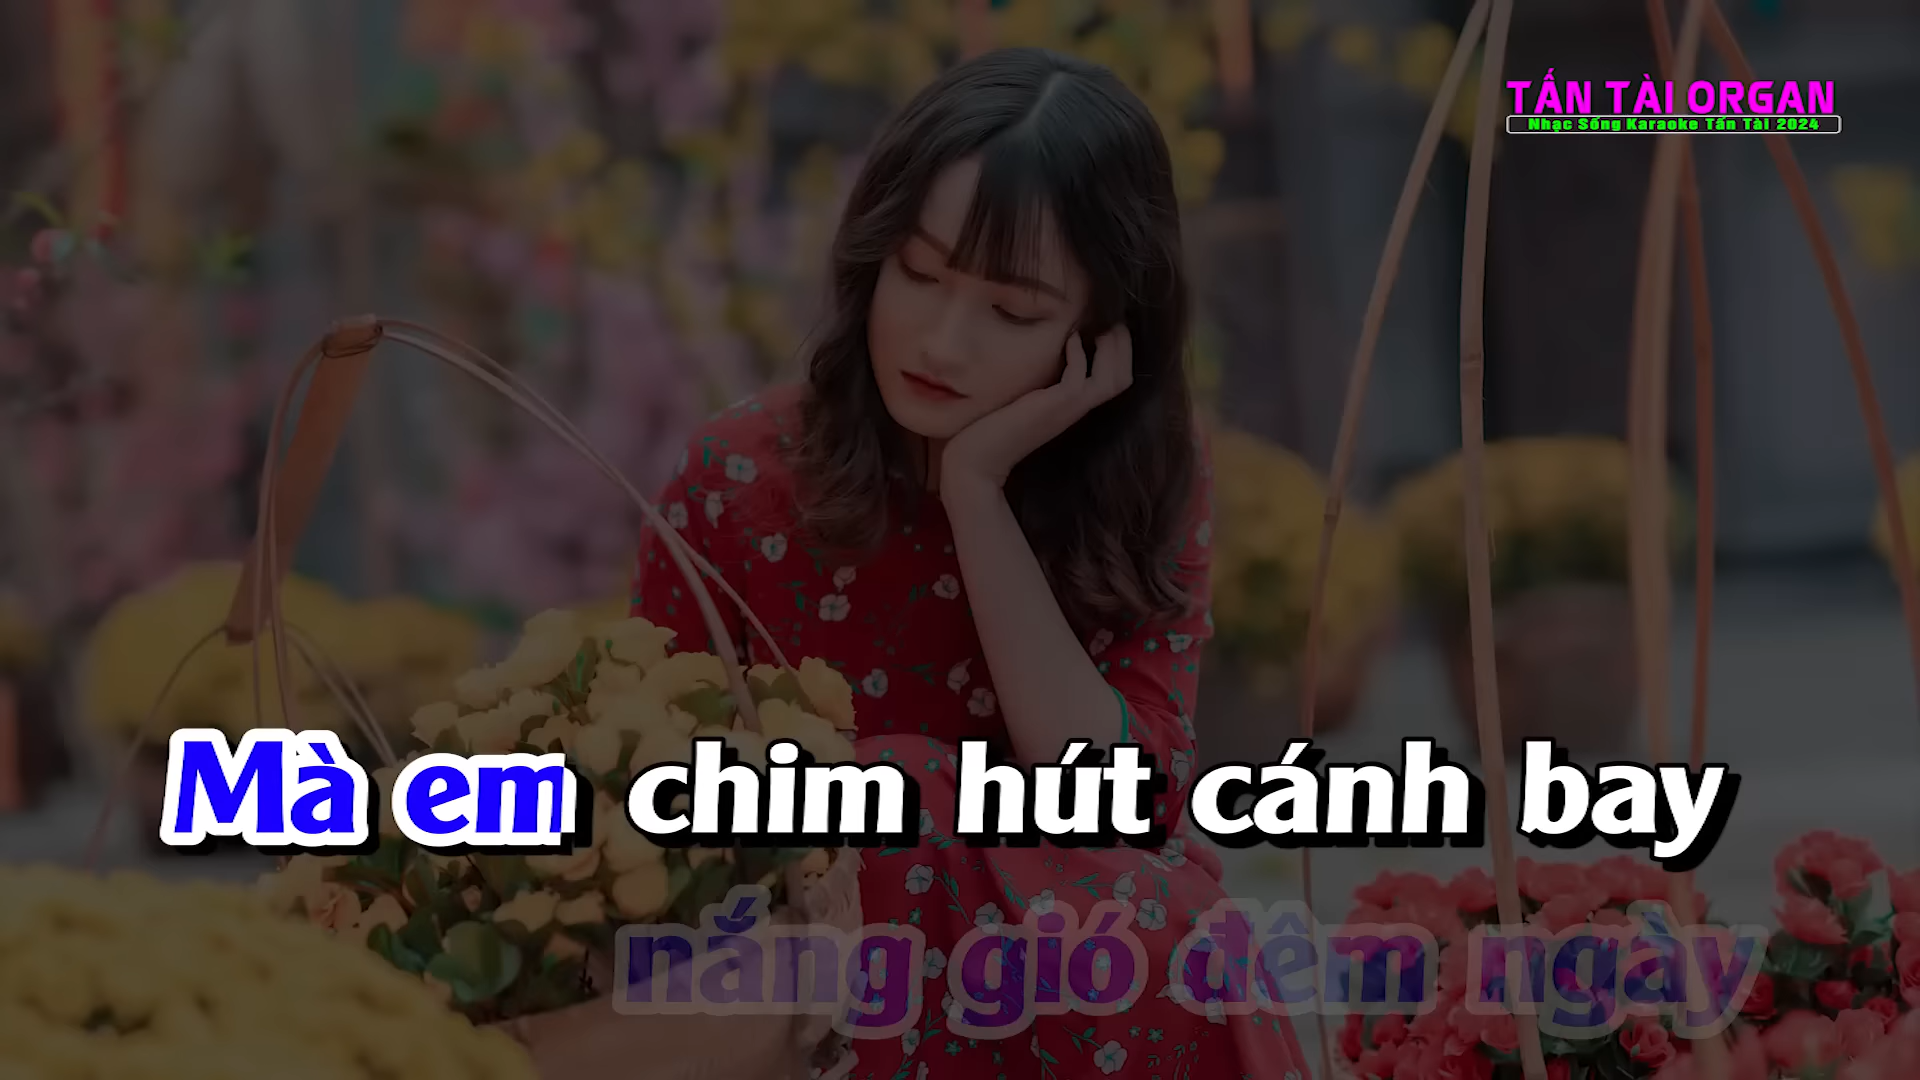 TẤN TÀI ORGAN
Nhạc Sống Karaoke Tấn Tài 2024
Mà em chim hút cánh bay
nắng gió đêm ngày